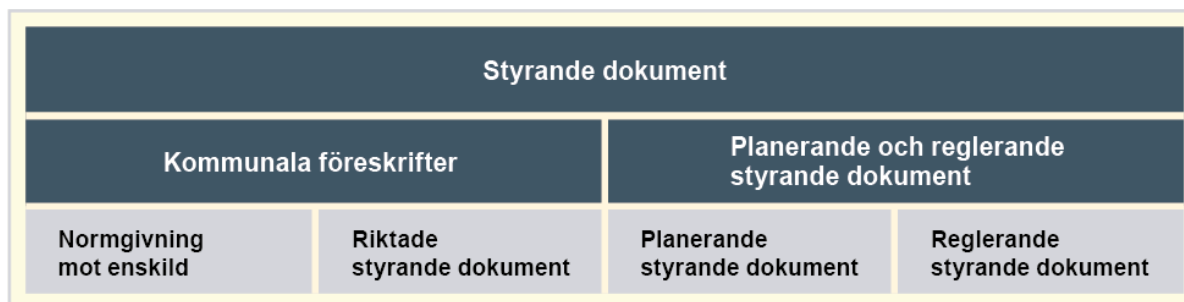 Styrande dokument
Kommunala föreskrifter
Planerande och reglerande
styrande dokument
Normgivning
mot enskild
Riktade
styrande dokument
Planerande
styrande dokument
Reglerande
styrande dokument